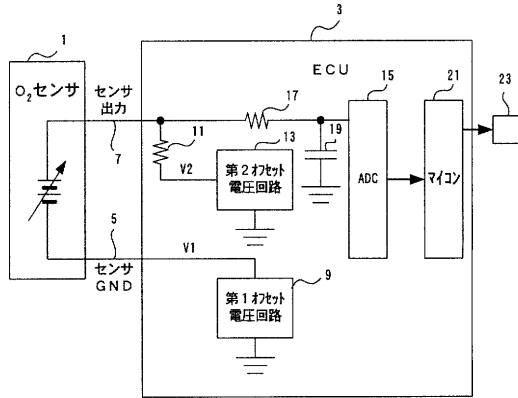 1
3
O2センサ
センサ
出力
7
ECU
17
15
21
23
11
13
19
V2
第2オフセット
電圧回路
ADC
マイコン
5
V1
センサ
GND
第1オフセット
電圧回路
9